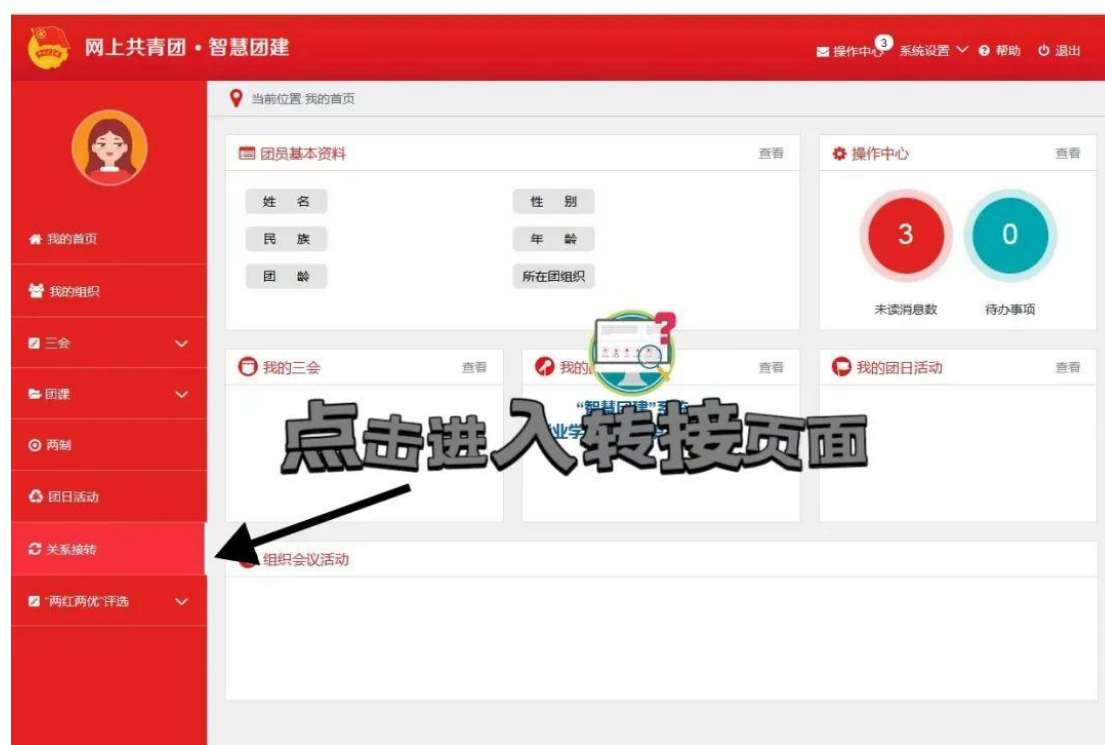 网上共青团·智慧团建
操作中心 3 系统设置 帮助 退出
当前位置:我的首页
团员基本资料 查看
操作中心 查看
姓 名
性 别
民 族
年 龄
团 龄
所在团组织
3
0
未读消息数
待办事项
我的首页
我的组织
三会
团课
两制
团日活动
关系接转
“两红两优”评选
我的三会 查看
我的 查看
我的团日活动 查看
点击进入转接页面
组织会议活动